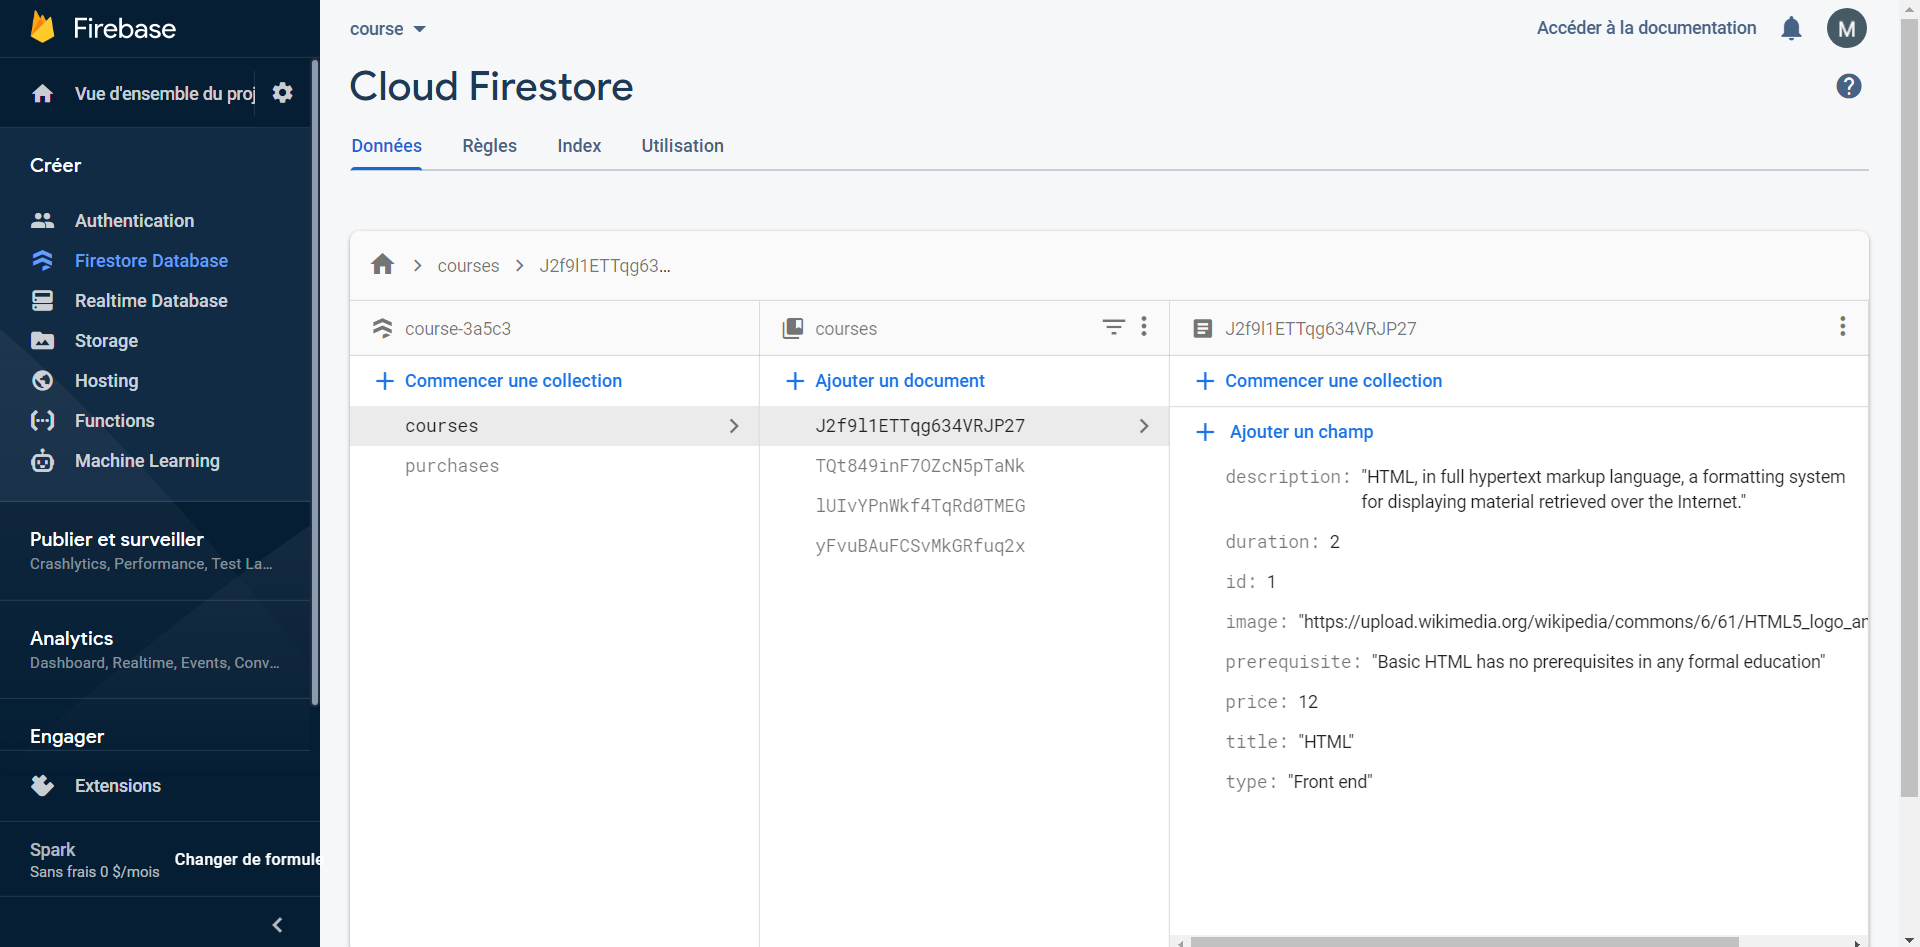 Firebase
Vue d'ensemble du proj
Créer
Authentication
Firestore Database
Realtime Database
Storage
Hosting
Functions
Machine Learning
Publier et surveiller
Crashlytics, Performance, Test La...
Analytics
Dashboard, Realtime, Events, Conv...
Engager
Extensions
Spark
Sans frais 0 $/mois
Changer de formule
course
Accéder à la documentation
M
Cloud Firestore
?
Données
Règles
Index
Utilisation
courses
J2f9l1ETTqg63...
course-3a5c3
Commencer une collection
courses
purchases
courses
Ajouter un document
J2f9l1ETTqg634VRJP27
TQt849inF7OZcN5pTaNk
lUIvYPnWkf4TqRd0TMEG
yFvuBAuFCSvMkGRfuq2x
J2f9l1ETTqg634VRJP27
Commencer une collection
Ajouter un champ
description: "HTML, in full hypertext markup language, a formatting system
for displaying material retrieved over the Internet."
duration: 2
id: 1
image: "https://upload.wikimedia.org/wikipedia/commons/6/61/HTML5_logo_an
prerequisite: "Basic HTML has no prerequisites in any formal education"
price: 12
title: "HTML"
type: "Front end"